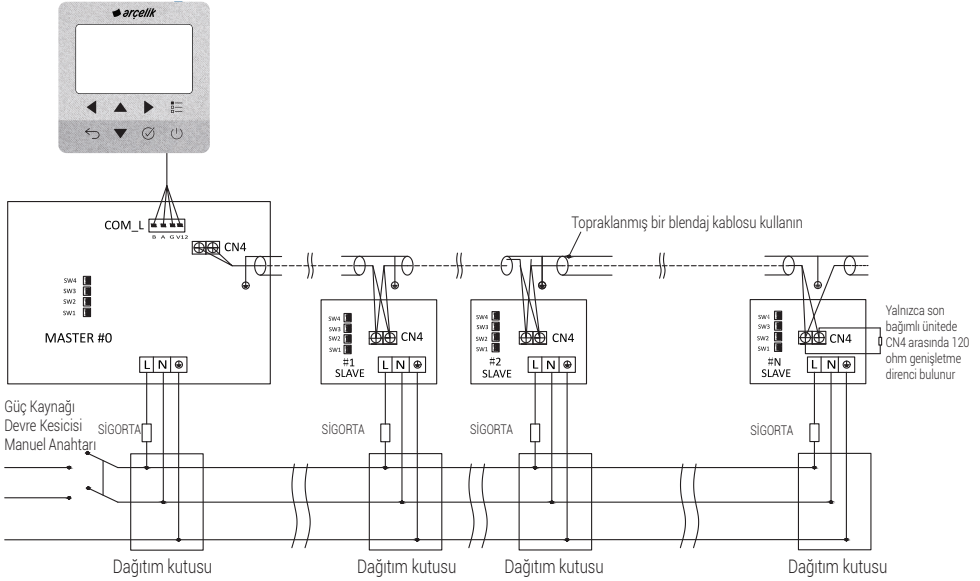 arçelik
COM_L
B A G V12
CN4
Topraklanmış bir blendaj kablosu kullanın
SW4
SW3
SW2
SW1
MASTER #0
L N
SW4
SW3
SW2
SW1
CN4
#1
SLAVE
L N
SW4
SW3
SW2
SW1
CN4
#2
SLAVE
L N
SW4
SW3
SW2
SW1
CN4
#N
SLAVE
L N
Yalnızca son
bağımlı ünitede
CN4 arasında 120
ohm genişletme
direnci bulunur
Güç Kaynağı
Devre Kesicisi
Manuel Anahtarı
SİGORTA
SİGORTA
SİGORTA
SİGORTA
Dağıtım kutusu
Dağıtım kutusu
Dağıtım kutusu
Dağıtım kutusu